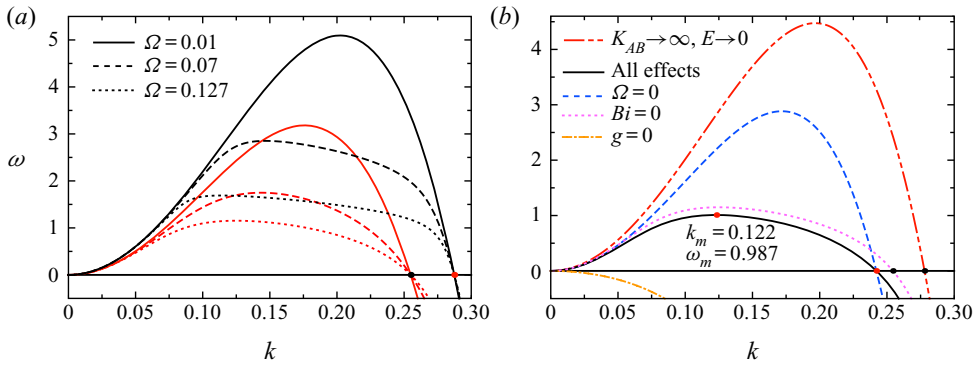 (a)
5
4
3
2
1
0
ω
Ω = 0.01
Ω = 0.07
Ω = 0.127
0 0.05 0.10 0.15 0.20 0.25 0.30
k
(b)
4
3
2
1
0
K_AB→∞, E→0
All effects
Ω = 0
Bi = 0
g = 0
k_m = 0.122
ω_m = 0.987
0 0.05 0.10 0.15 0.20 0.25 0.30
k